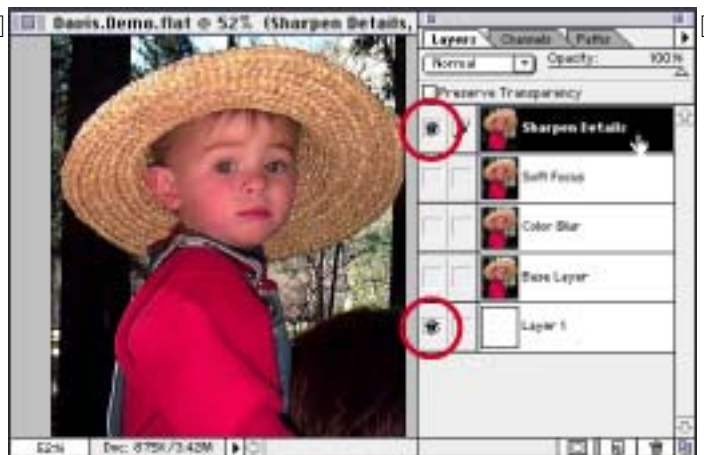 Davis.Demo.flat @ 52% (Sharpen Details,
Layers Channels Paths
Normal Opacity: 100%
Preserve Transparency
Sharpen Details
Soft Focus
Color Blur
Base Layer
Layer 1
52% Doc: 875K/3.42M